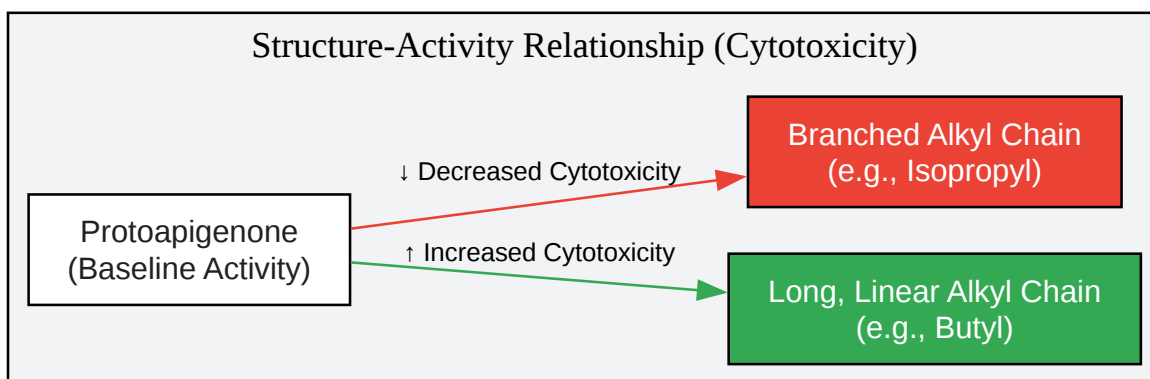 Structure-Activity Relationship (Cytotoxicity)
Branched Alkyl Chain
(e.g., Isopropyl)
↓ Decreased Cytotoxicity
Protoapigenone
(Baseline Activity)
↑ Increased Cytotoxicity
Long, Linear Alkyl Chain
(e.g., Butyl)